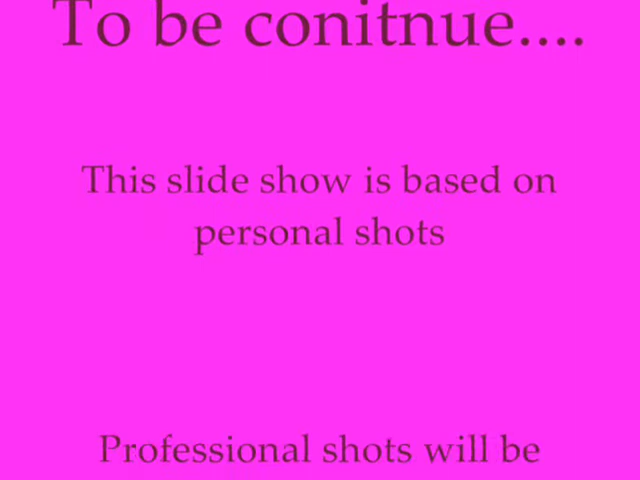 To be conitnue....
This slide show is based on
personal shots
Professional shots will be